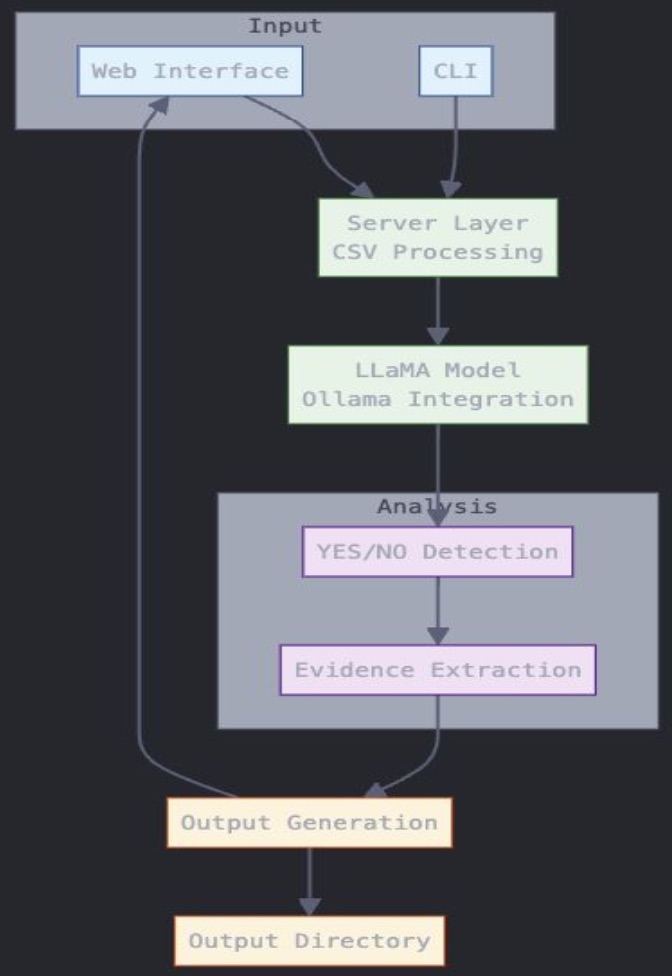 Input
Web Interface
CLI
Server Layer
CSV Processing
LLaMA Model
Ollama Integration
Analysis
YES/NO Detection
Evidence Extraction
Output Generation
Output Directory